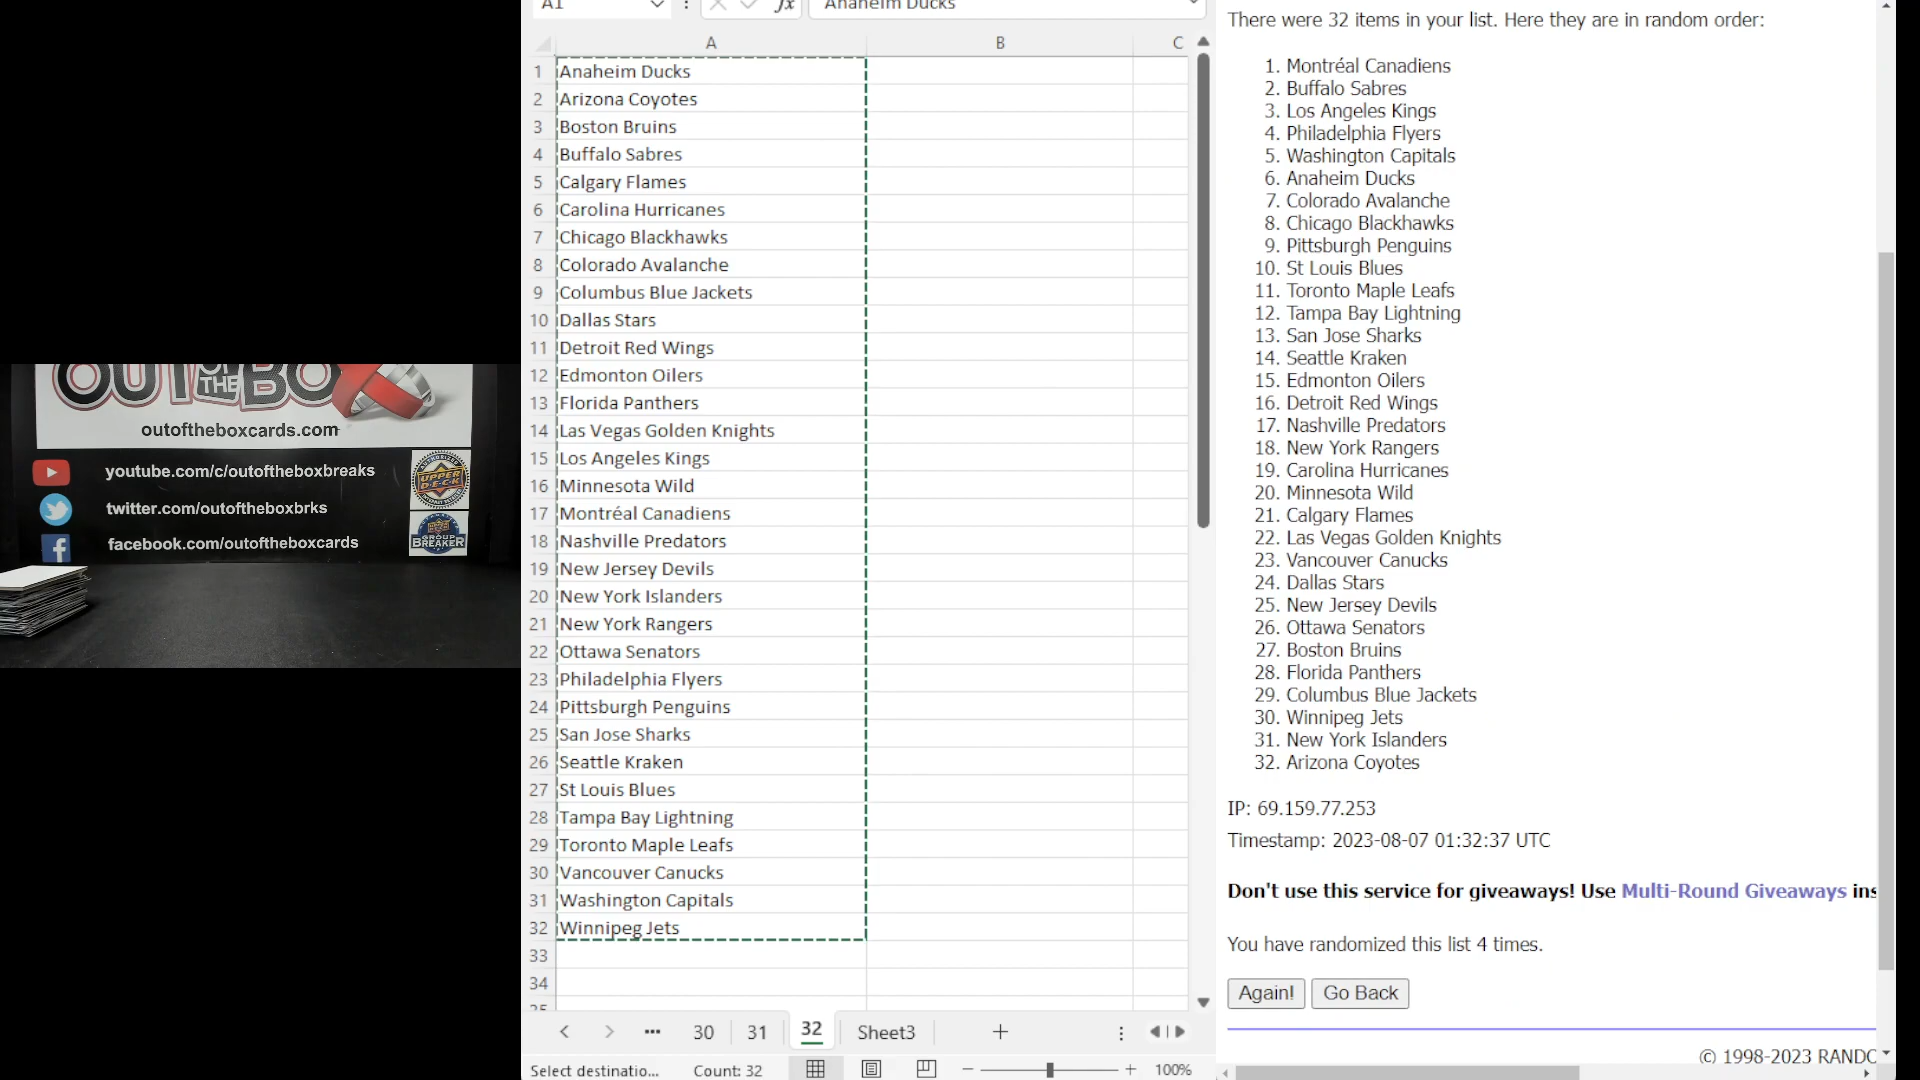 OUT OF THE BOX
outoftheboxcards.com
youtube.com/c/outoftheboxbreaks
twitter.com/outoftheboxbrks
facebook.com/outoftheboxcards
UPPER DECK
GROUP BREAKER
A1
fx
Anaheim Ducks
A B C
1 Anaheim Ducks
2 Arizona Coyotes
3 Boston Bruins
4 Buffalo Sabres
5 Calgary Flames
6 Carolina Hurricanes
7 Chicago Blackhawks
8 Colorado Avalanche
9 Columbus Blue Jackets
10 Dallas Stars
11 Detroit Red Wings
12 Edmonton Oilers
13 Florida Panthers
14 Las Vegas Golden Knights
15 Los Angeles Kings
16 Minnesota Wild
17 Montréal Canadiens
18 Nashville Predators
19 New Jersey Devils
20 New York Islanders
21 New York Rangers
22 Ottawa Senators
23 Philadelphia Flyers
24 Pittsburgh Penguins
25 San Jose Sharks
26 Seattle Kraken
27 St Louis Blues
28 Tampa Bay Lightning
29 Toronto Maple Leafs
30 Vancouver Canucks
31 Washington Capitals
32 Winnipeg Jets
33
34
35
... 30 31 32 Sheet3 +
Select destinatio... Count: 32 100%
There were 32 items in your list. Here they are in random order:
1. Montréal Canadiens
2. Buffalo Sabres
3. Los Angeles Kings
4. Philadelphia Flyers
5. Washington Capitals
6. Anaheim Ducks
7. Colorado Avalanche
8. Chicago Blackhawks
9. Pittsburgh Penguins
10. St Louis Blues
11. Toronto Maple Leafs
12. Tampa Bay Lightning
13. San Jose Sharks
14. Seattle Kraken
15. Edmonton Oilers
16. Detroit Red Wings
17. Nashville Predators
18. New York Rangers
19. Carolina Hurricanes
20. Minnesota Wild
21. Calgary Flames
22. Las Vegas Golden Knights
23. Vancouver Canucks
24. Dallas Stars
25. New Jersey Devils
26. Ottawa Senators
27. Boston Bruins
28. Florida Panthers
29. Columbus Blue Jackets
30. Winnipeg Jets
31. New York Islanders
32. Arizona Coyotes
IP: 69.159.77.253
Timestamp: 2023-08-07 01:32:37 UTC
Don't use this service for giveaways! Use Multi-Round Giveaways ins
You have randomized this list 4 times.
Again! Go Back
© 1998-2023 RANDO